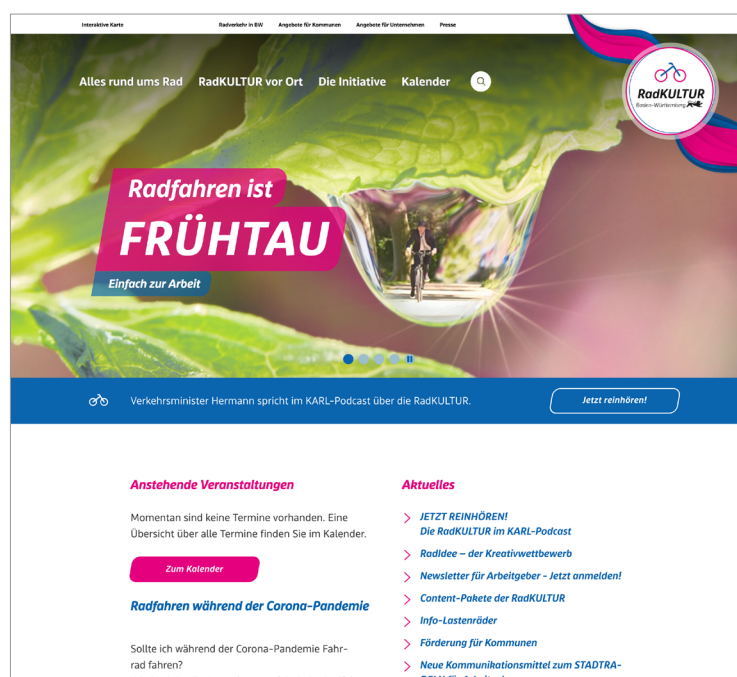 Interaktive Karte
Radverkehr in BW
Angebote für Kommunen
Angebote für Unternehmen
Presse
Alles rund ums Rad
RadKULTUR vor Ort
Die Initiative
Kalender
RadKULTUR
Baden-Württemberg
Radfahren ist
FRÜHTAU
Einfach zur Arbeit
Verkehrsminister Hermann spricht im KARL-Podcast über die RadKULTUR.
Jetzt reinhören!
Anstehende Veranstaltungen
Momentan sind keine Termine vorhanden. Eine
Übersicht über alle Termine finden Sie im Kalender.
Zum Kalender
Radfahren während der Corona-Pandemie
Sollte ich während der Corona-Pandemie Fahr-
rad fahren?
Aktuelles
JETZT REINHÖREN!
Die RadKULTUR im KARL-Podcast
RadIdee – der Kreativwettbewerb
Newsletter für Arbeitgeber - Jetzt anmelden!
Content-Pakete der RadKULTUR
Info-Lastenräder
Förderung für Kommunen
Neue Kommunikationsmittel zum STADTRA-